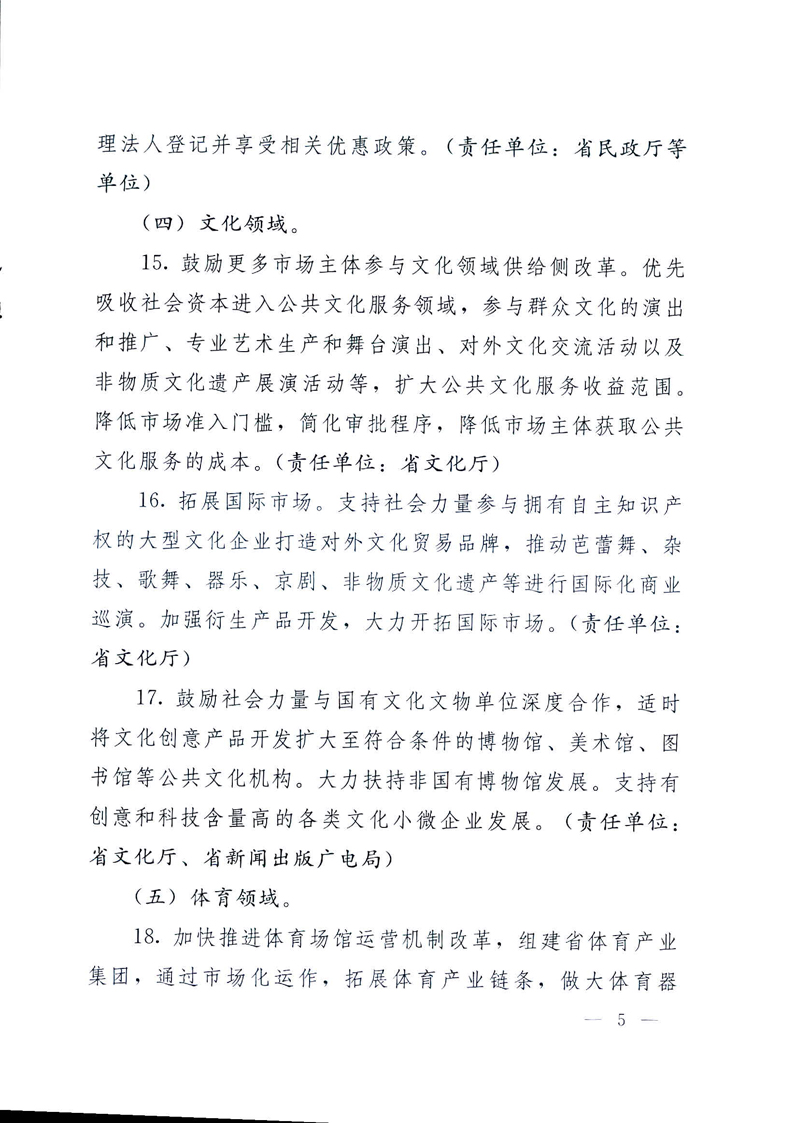 理法人登记并享受相关优惠政策。（责任单位：省民政厅等
单位）
（四）文化领域。
15. 鼓励更多市场主体参与文化领域供给侧改革。优先
吸收社会资本进入公共文化服务领域，参与群众文化的演出
和推广、专业艺术生产和舞台演出、对外文化交流活动以及
非物质文化遗产展演活动等，扩大公共文化服务收益范围。
降低市场准入门槛，简化审批程序，降低市场主体获取公共
文化服务的成本。（责任单位：省文化厅）
16. 拓展国际市场。支持社会力量参与拥有自主知识产
权的大型文化企业打造对外文化贸易品牌，推动芭蕾舞、杂
技、歌舞、器乐、京剧、非物质文化遗产等进行国际化商业
巡演。加强衍生产品开发，大力开拓国际市场。（责任单位：
省文化厅）
17. 鼓励社会力量与国有文化文物单位深度合作，适时
将文化创意产品开发扩大至符合条件的博物馆、美术馆、图
书馆等公共文化机构。大力扶持非国有博物馆发展。支持有
创意和科技含量高的各类文化小微企业发展。（责任单位：
省文化厅、省新闻出版广电局）
（五）体育领域。
18. 加快推进体育场馆运营机制改革，组建省体育产业
集团，通过市场化运作，拓展体育产业链条，做大体育器
— 5 —